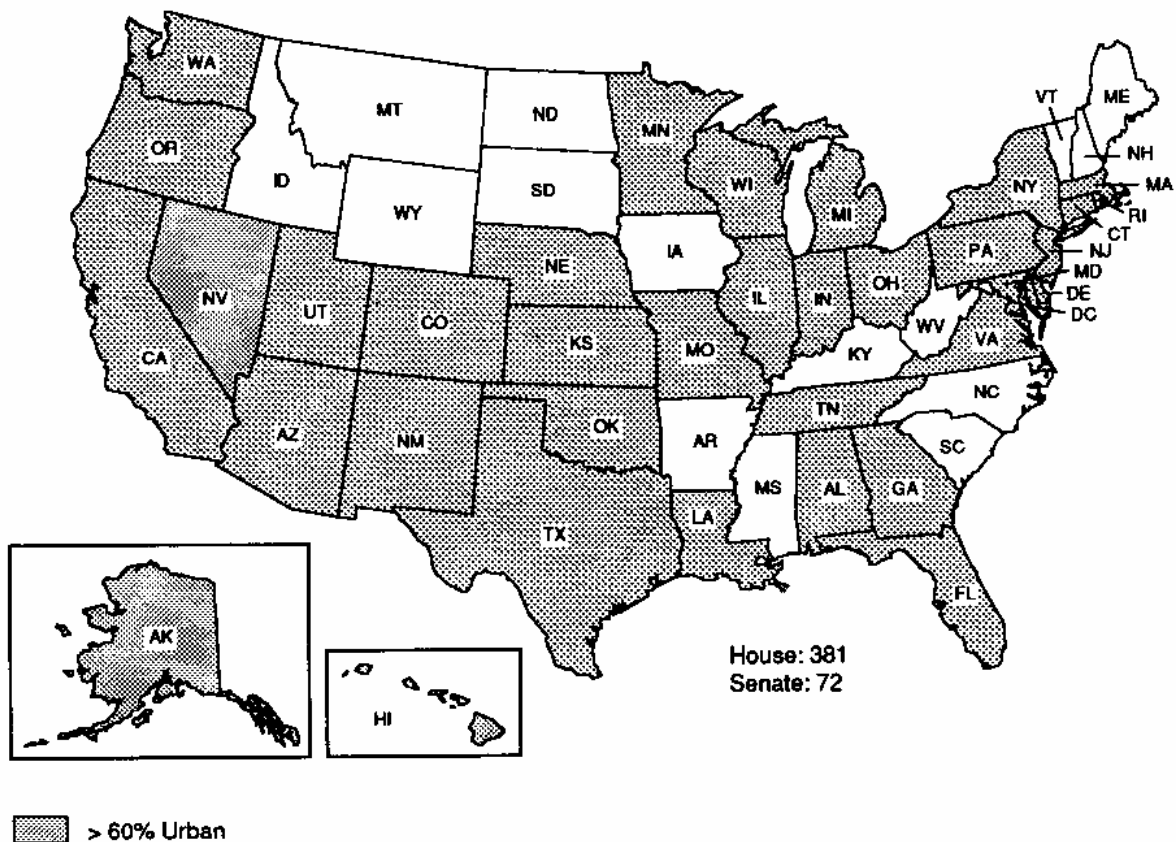 WA
MT
ND
MN
VT
ME
OR
ID
SD
WI
MI
NY
NH
MA
WY
RI
CT
IA
NE
PA
NJ
NV
UT
CO
IL
IN
OH
MD
DE
DC
CA
KS
MO
WV
VA
KY
NC
TN
AZ
NM
OK
AR
SC
MS
AL
GA
LA
TX
FL
AK
HI
House: 381
Senate: 72
> 60% Urban